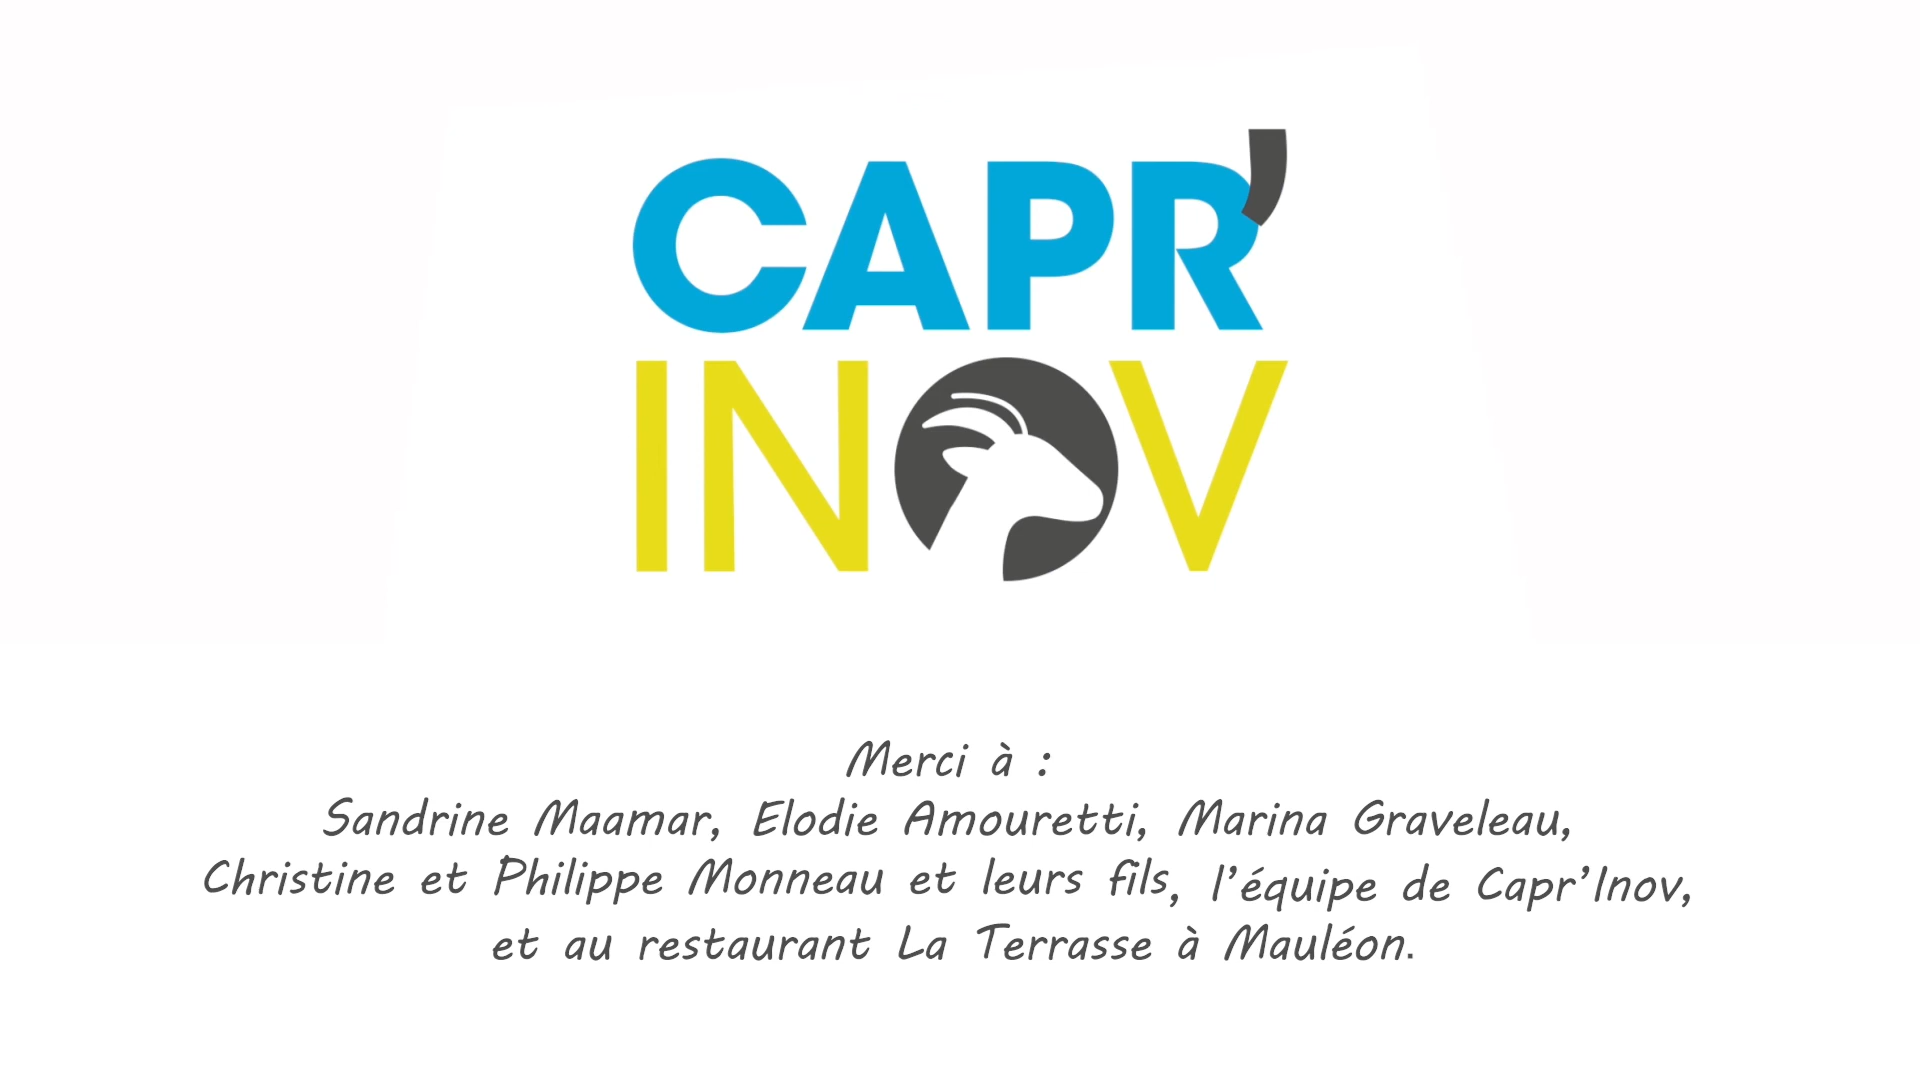 CAPR'
INOV
Merci à :
Sandrine Maamar, Elodie Amouretti, Marina Graveleau,
Christine et Philippe Monneau et leurs fils, l’équipe de Capr’Inov,
et au restaurant La Terrasse à Mauléon.